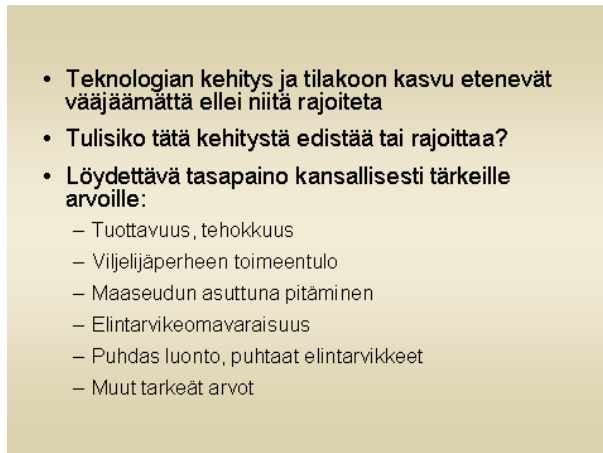 • Teknologian kehitys ja tilakoon kasvu etenevät
vääjäämättä ellei niitä rajoiteta
• Tulisiko tätä kehitystä edistää tai rajoittaa?
• Löydettävä tasapaino kansallisesti tärkeille
arvoille:
– Tuottavuus, tehokkuus
– Viljelijäperheen toimeentulo
– Maaseudun asuttuna pitäminen
– Elintarvikeomavaraisuus
– Puhdas luonto, puhtaat elintarvikkeet
– Muut tarkeät arvot